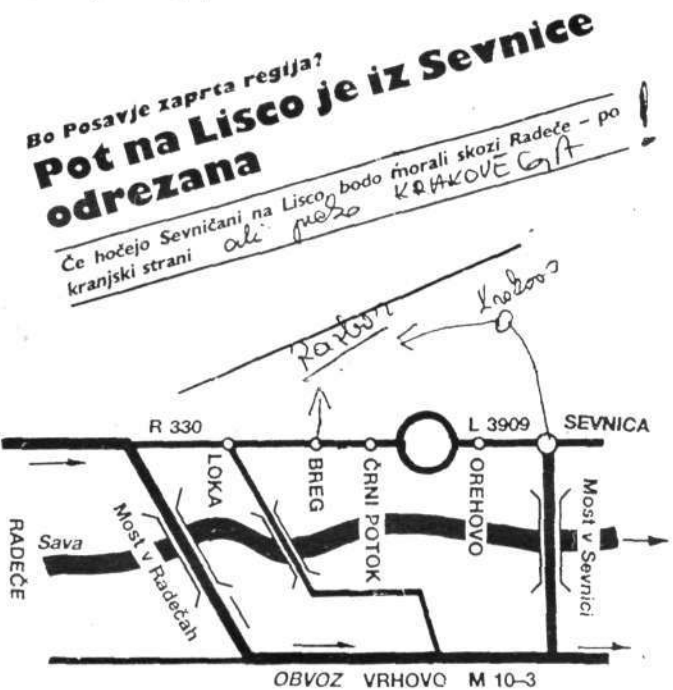 Bo Posavje zaprta regija?
Pot na Lisco je iz Sevnice
odrezana
Če hočejo Sevničani na Lisco, bodo morali skozi Radeče – po
kranjski strani ali preko KRAKOVEGA !
Krakovo
Razbor
R 330
L 3909
SEVNICA
LOKA
BREG
ČRNI POTOK
OREHOVO
Most v Sevnici
Most v Radečah
Sava
RADEČE
OBVOZ VRHOVO M 10–3